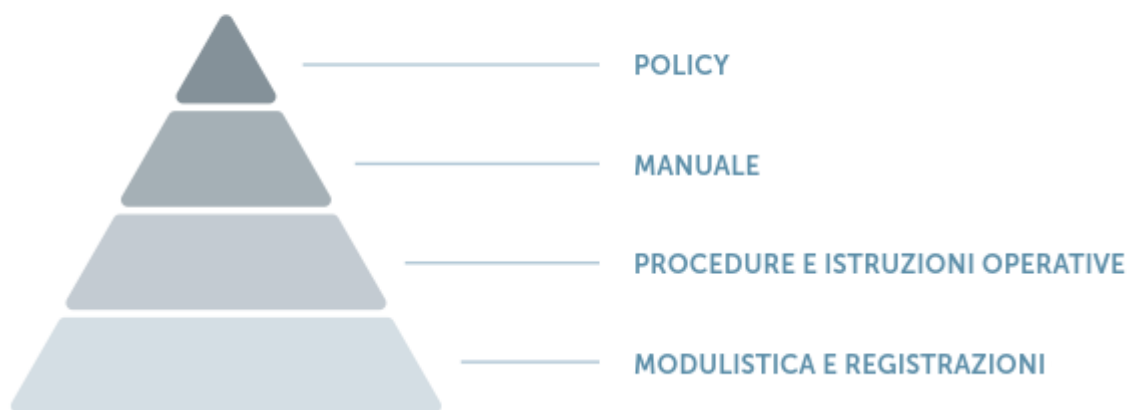 POLICY
MANUALE
PROCEDURE E ISTRUZIONI OPERATIVE
MODULISTICA E REGISTRAZIONI